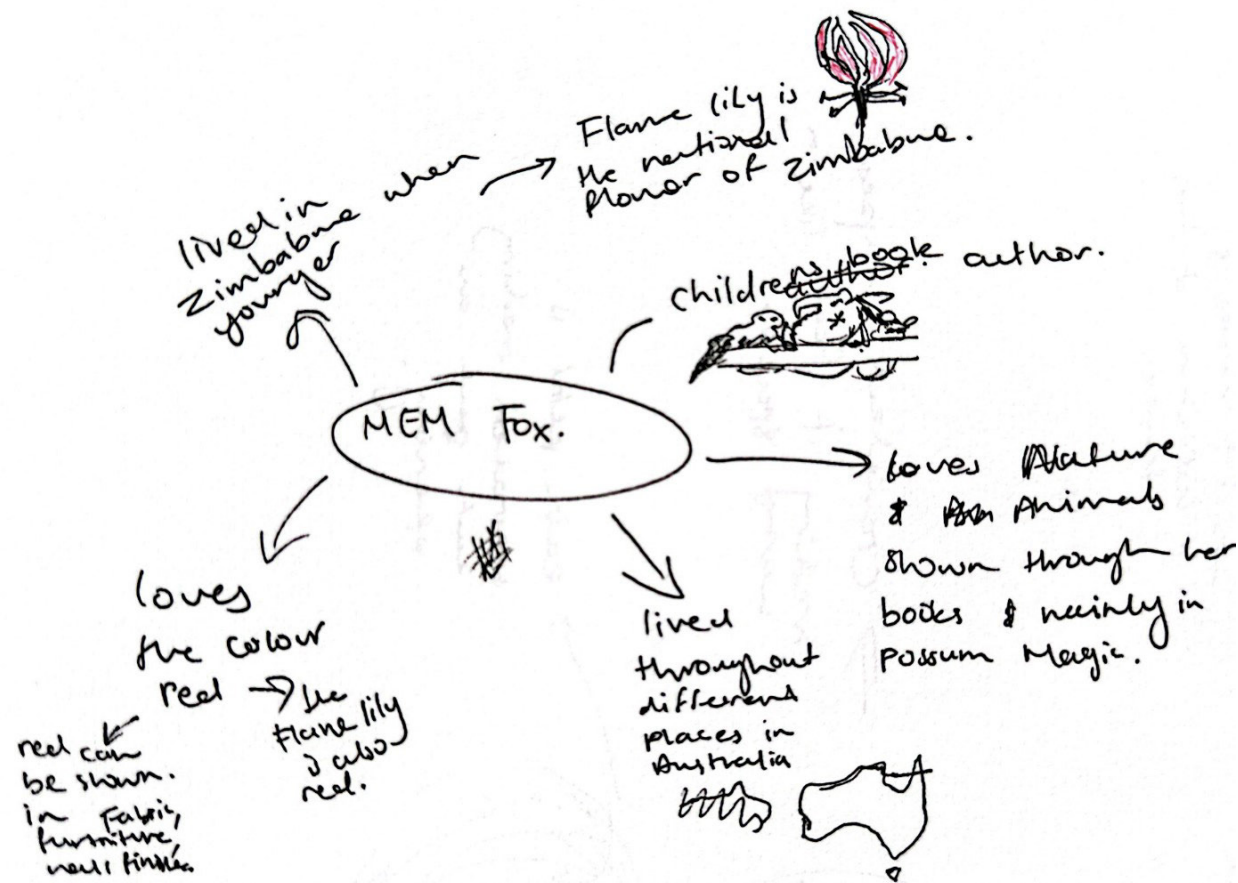 Flame lily is
the national
flower of Zimbabwe.
lived in
Zimbabwe when
younger
childrens book author.
MEM Fox.
loves Nature
& Animals
shown through her
books & mainly in
Possum Magic.
lived
throughout
different
places in
Australia
loves
the colour
red → the
Flame lily
is also
red.
red can
be shown.
in Fabric,
furniture,